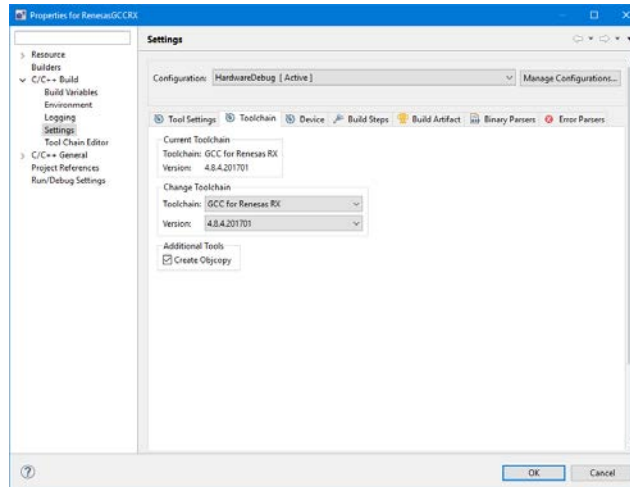 Properties for RenesasGCCRX
Settings
Resource
Builders
C/C++ Build
Build Variables
Environment
Logging
Settings
Tool Chain Editor
C/C++ General
Project References
Run/Debug Settings
Configuration: HardwareDebug [ Active ]
Manage Configurations...
Tool Settings Toolchain Device Build Steps Build Artifact Binary Parsers Error Parsers
Current Toolchain
Toolchain: GCC for Renesas RX
Version: 4.8.4.201701
Change Toolchain
Toolchain: GCC for Renesas RX
Version: 4.8.4.201701
Additional Tools
Create Objcopy
OK Cancel